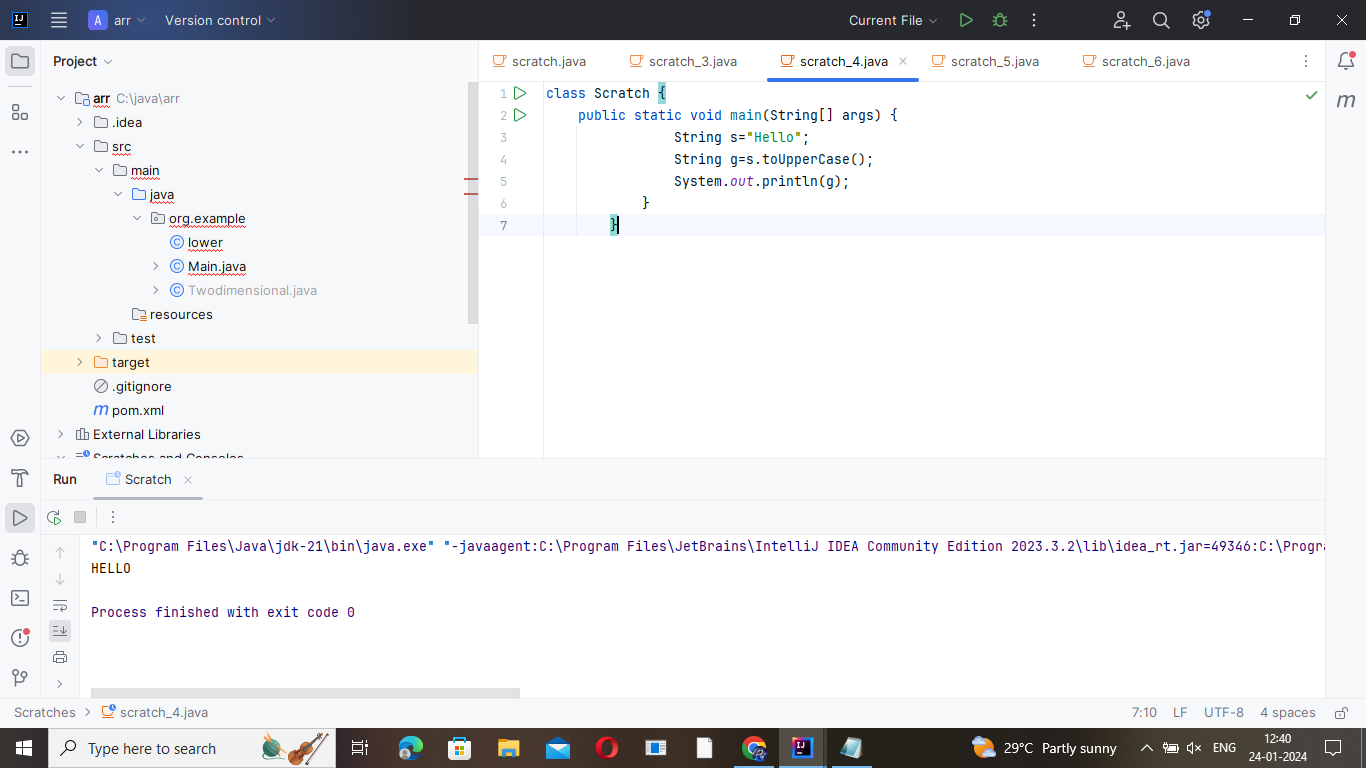 A arr Version control Current File
Project
scratch.java scratch_3.java scratch_4.java scratch_5.java scratch_6.java
arr C:\java\arr
.idea
src
main
java
org.example
lower
Main.java
Twodimensional.java
resources
test
target
.gitignore
pom.xml
External Libraries
Scratches and Consoles
1 class Scratch {
2 public static void main(String[] args) {
3 String s="Hello";
4 String g=s.toUpperCase();
5 System.out.println(g);
6 }
7 }
m
Run Scratch
"C:\Program Files\Java\jdk-21\bin\java.exe" "-javaagent:C:\Program Files\JetBrains\IntelliJ IDEA Community Edition 2023.3.2\lib\idea_rt.jar=49346:C:\Progra
HELLO
Process finished with exit code 0
Scratches scratch_4.java 7:10 LF UTF-8 4 spaces
Type here to search 29°C Partly sunny ENG 12:40
24-01-2024